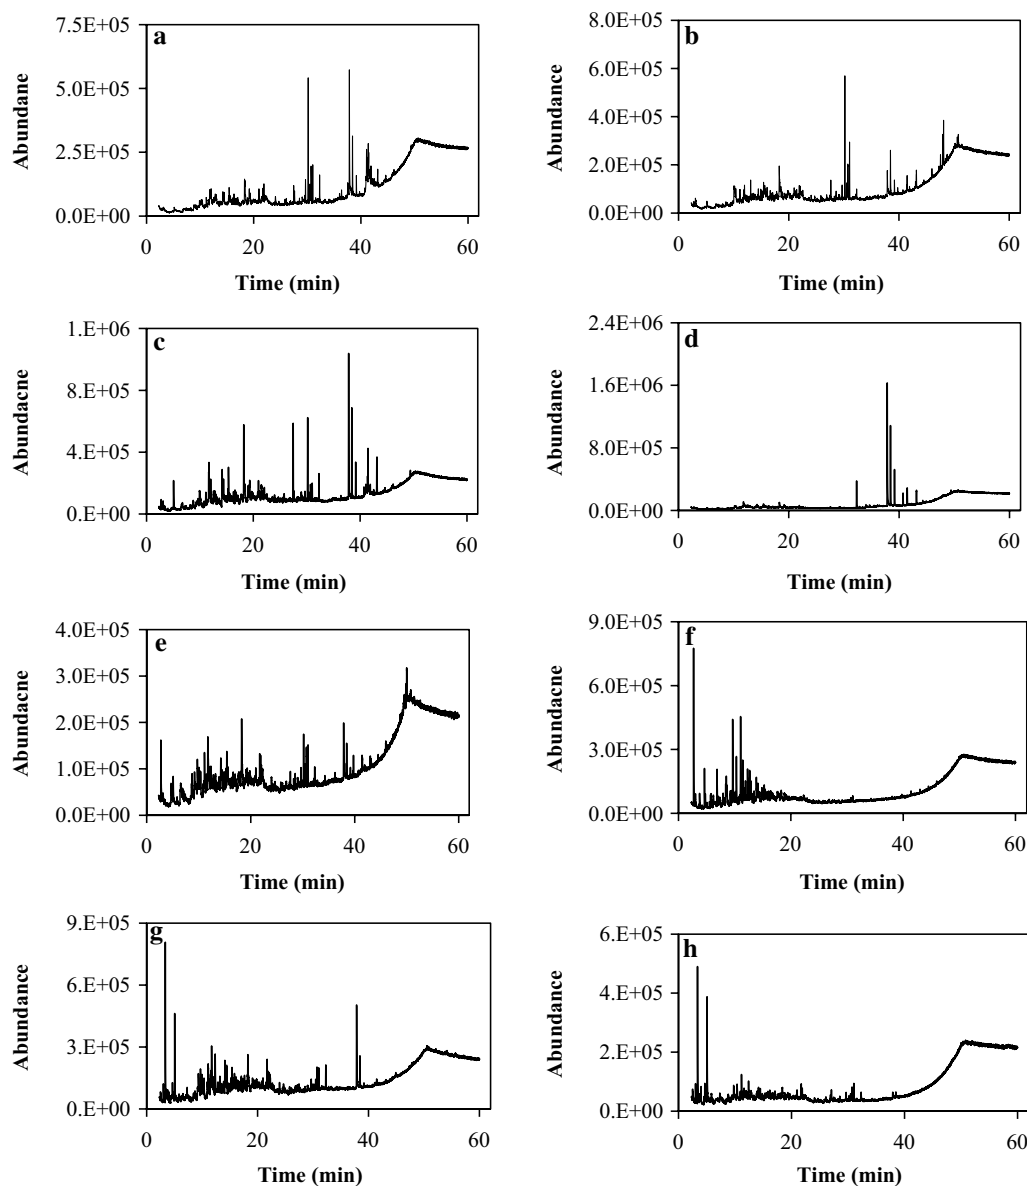 a
7.5E+05
5.0E+05
2.5E+05
0.0E+00
Abundane
0 20 40 60
Time (min)
b
8.0E+05
6.0E+05
4.0E+05
2.0E+05
0.0E+00
Abundance
0 20 40 60
Time (min)
c
1.E+06
8.E+05
4.E+05
0.E+00
Abundacne
0 20 40 60
Time (min)
d
2.4E+06
1.6E+06
8.0E+05
0.0E+00
Abundance
0 20 40 60
Time (min)
e
4.0E+05
3.0E+05
2.0E+05
1.0E+05
0.0E+00
Abundacne
0 20 40 60
Time (min)
f
9.0E+05
6.0E+05
3.0E+05
0.0E+00
Abundacne
0 20 40 60
Time (min)
g
9.E+05
6.E+05
3.E+05
0.E+00
Abundance
0 20 40 60
Time (min)
h
6.E+05
4.E+05
2.E+05
0.E+00
Abundance
0 20 40 60
Time (min)